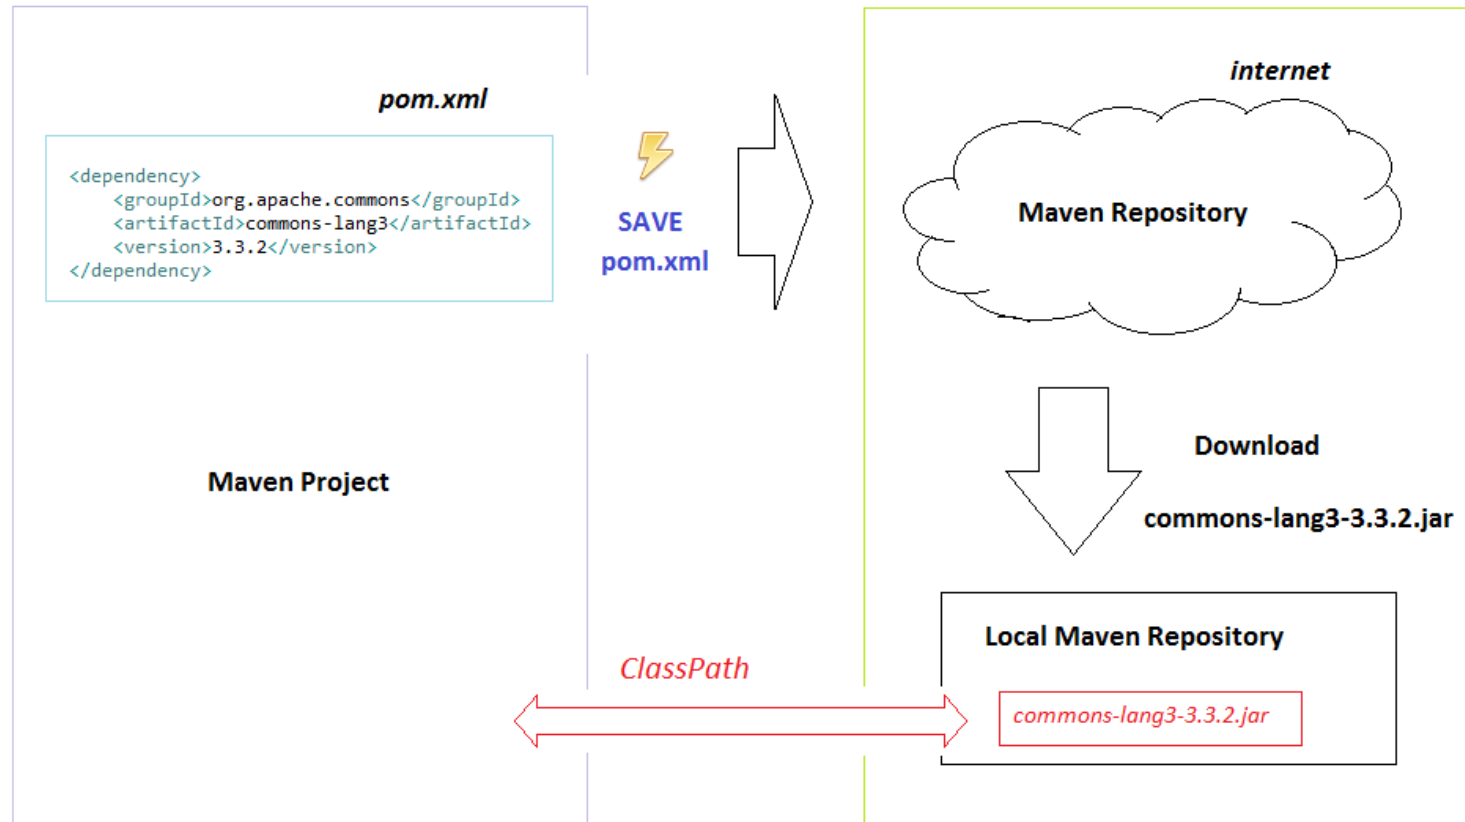 pom.xml
<dependency>
    <groupId>org.apache.commons</groupId>
    <artifactId>commons-lang3</artifactId>
    <version>3.3.2</version>
</dependency>
SAVE
pom.xml
internet
Maven Repository
Maven Project
Download
commons-lang3-3.3.2.jar
Local Maven Repository
ClassPath
commons-lang3-3.3.2.jar